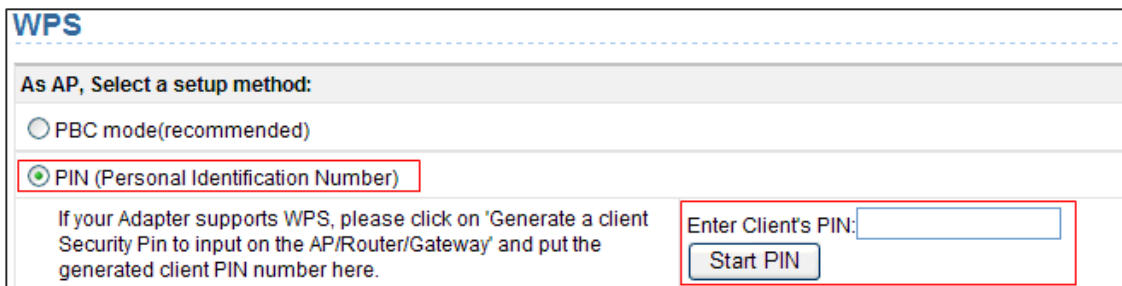 WPS
As AP, Select a setup method:
PBC mode(recommended)
PIN (Personal Identification Number)
If your Adapter supports WPS, please click on 'Generate a client
Security Pin to input on the AP/Router/Gateway' and put the
generated client PIN number here.
Enter Client's PIN:
Start PIN